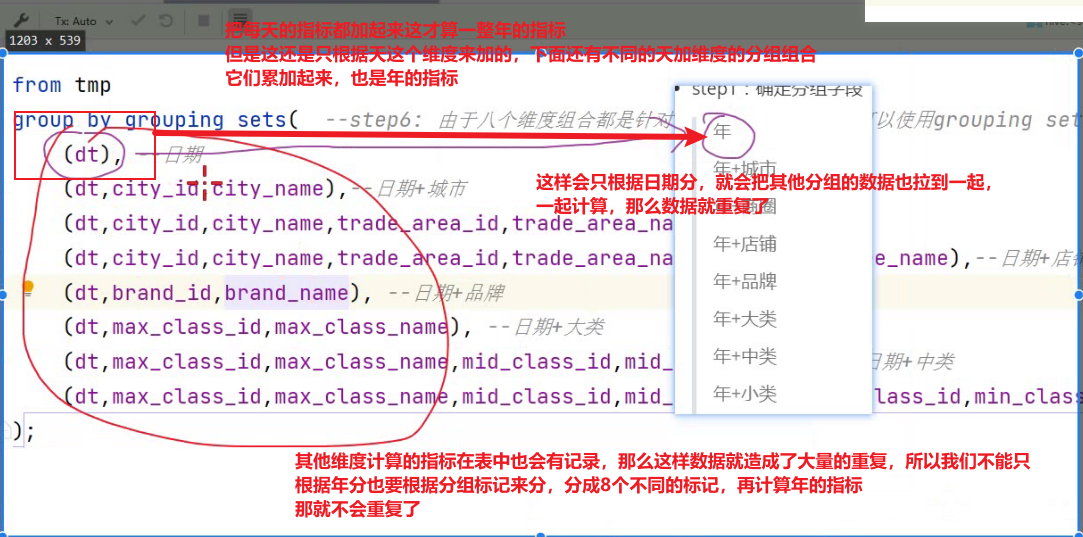 Tx: Auto
1203 x 539
把每天的指标都加起来这才算一整年的指标
但是这还是只根据天这个维度来加的，下面还有不同的天加维度的分组组合
它们累加起来，也是年的指标
from tmp
step1：确定分组字段
group by grouping sets( --step6: 由于八个维度组合都是针对
以使用grouping set
年
(dt), --日期
年+城市
(dt,city_id,city_name),--日期+城市
这样会只根据日期分，就会把其他分组的数据也拉到一起，
一起计算，那么数据就重复了
(dt,city_id,city_name,trade_area_id,trade_area_na
年+店铺
(dt,city_id,city_name,trade_area_id,trade_area_na
e_name),--日期+店铺
年+品牌
(dt,brand_id,brand_name), --日期+品牌
年+大类
(dt,max_class_id,max_class_name), --日期+大类
年+中类
(dt,max_class_id,max_class_name,mid_class_id,mid_
日期+中类
年+小类
(dt,max_class_id,max_class_name,mid_class_id,mid_
lass_id,min_class
);
其他维度计算的指标在表中也会有记录，那么这样数据就造成了大量的重复，所以我们不能只
根据年分也要根据分组标记来分，分成8个不同的标记，再计算年的指标
那就不会重复了